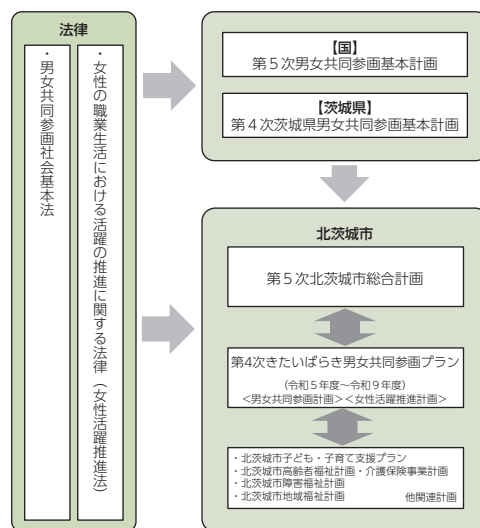 法律
・男女共同参画社会基本法
・女性の職業生活における活躍の推進に関する法律（女性活躍推進法）
【国】
第５次男女共同参画基本計画
【茨城県】
第４次茨城県男女共同参画基本計画
北茨城市
第５次北茨城市総合計画
第4次きたいばらき男女共同参画プラン
（令和５年度～令和９年度）
＜男女共同参画計画＞＜女性活躍推進計画＞
・北茨城市子ども・子育て支援プラン
・北茨城市高齢者福祉計画・介護保険事業計画
・北茨城市障害福祉計画
・北茨城市地域福祉計画　他関連計画